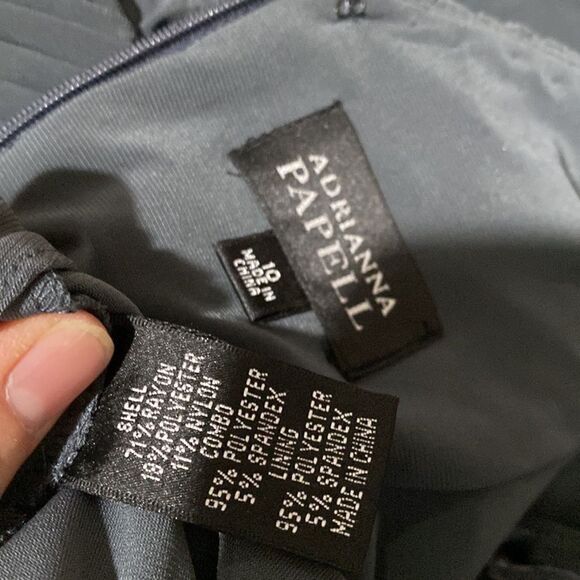 ADRIANNA
PAPELL
10
MADE IN
CHINA
SHELL
71% RAYON
18% POLYESTER
11% NYLON
COMBO
95% POLYESTER
5% SPANDEX
LINING
95% POLYESTER
5% SPANDEX
MADE IN CHINA